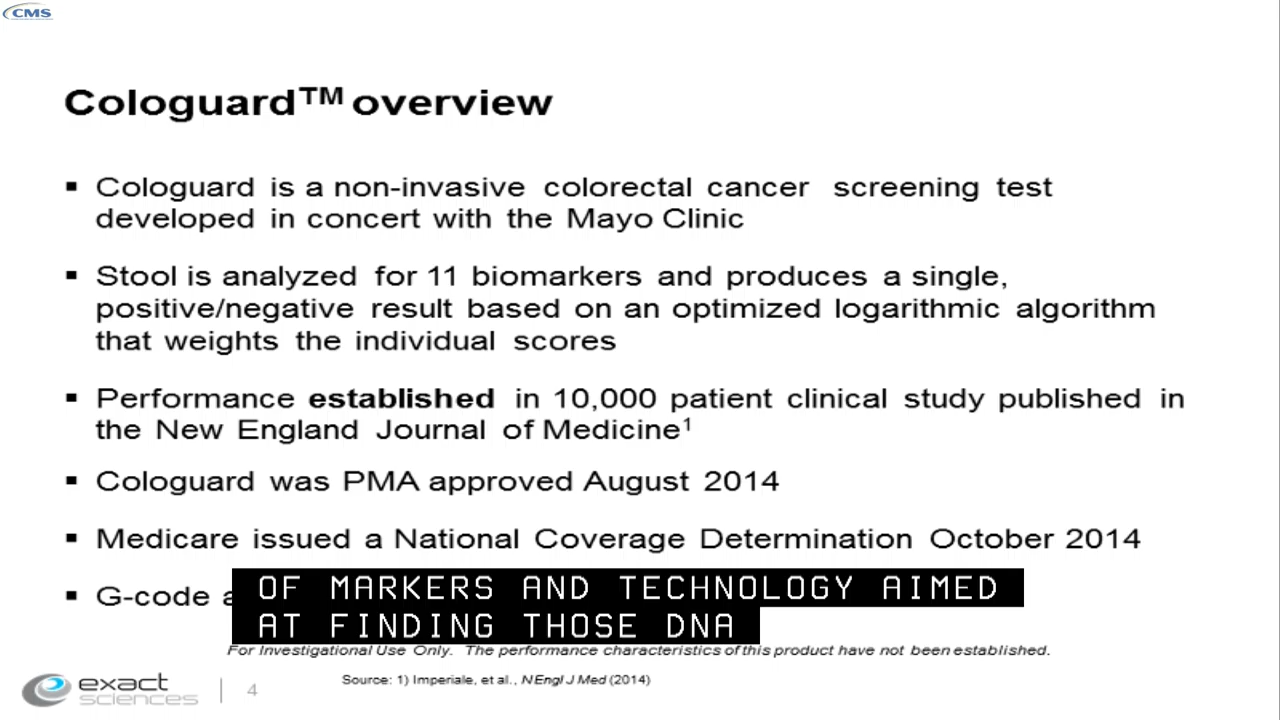 CMS
Cologuard™ overview
▪ Cologuard is a non-invasive colorectal cancer screening test
developed in concert with the Mayo Clinic
▪ Stool is analyzed for 11 biomarkers and produces a single,
positive/negative result based on an optimized logarithmic algorithm
that weights the individual scores
▪ Performance established in 10,000 patient clinical study published in
the New England Journal of Medicine¹
▪ Cologuard was PMA approved August 2014
▪ Medicare issued a National Coverage Determination October 2014
▪ G-code
OF MARKERS AND TECHNOLOGY AIMED
AT FINDING THOSE DNA
For Investigational Use Only. The performance characteristics of this product have not been established.
Source: 1) Imperiale, et al., N Engl J Med (2014)
exact
sciences
4